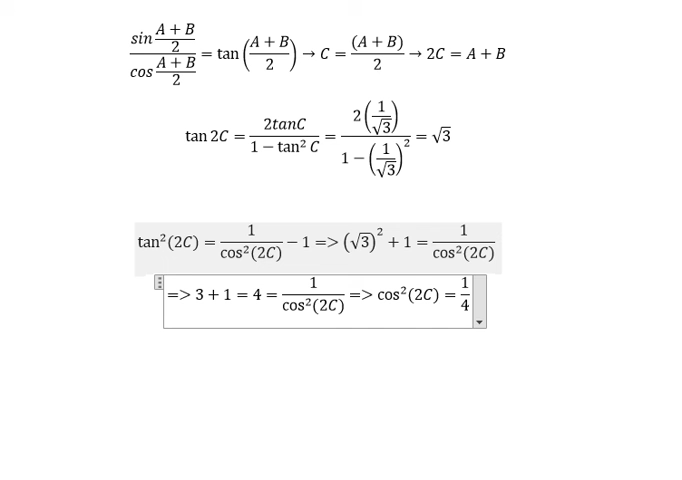 sin (A + B)/2 / cos (A + B)/2 = tan ((A + B)/2) → C = (A + B)/2 → 2C = A + B
tan 2C = 2tanC / (1 − tan² C) = 2(1/√3) / (1 − (1/√3)²) = √3
tan²(2C) = 1/cos²(2C) − 1 => (√3)² + 1 = 1/cos²(2C)
=> 3 + 1 = 4 = 1/cos²(2C) => cos²(2C) = 1/4